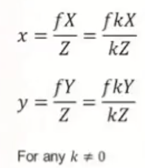 x = fX/Z = fkX/kZ
y = fY/Z = fkY/kZ
For any k ≠ 0